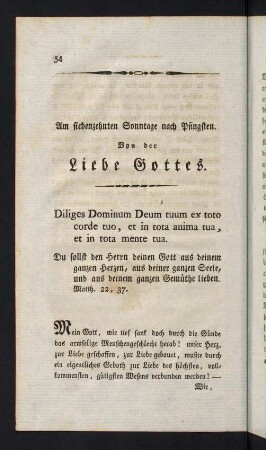 54
Am siebenzehnten Sonntage nach Pfingsten.
Von der
Liebe Gottes.
Diliges Dominum Deum tuum ex toto
corde tuo, et in tota anima tua,
et in tota mente tua.
Du sollst den Herrn deinen Gott aus deinem
ganzen Herzen, aus deiner ganzen Seele,
und aus deinem ganzen Gemüthe lieben.
Matth. 22, 37.
Mein Gott, wie tief sank doch durch die Sünde
das armselige Menschengeschlecht herab! unser Herz,
zur Liebe geschaffen, zur Liebe gebauet, mußte durch
ein eigentliches Geboth zur Liebe des höchsten, voll-
kommensten, gütigsten Wesens verbunden werden! —
Wie,